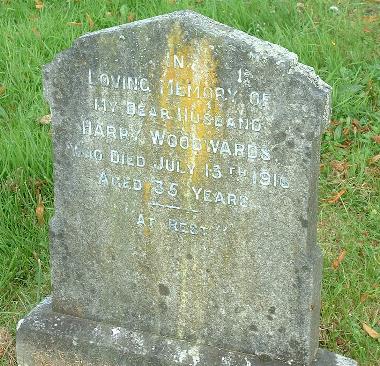 IN
LOVING MEMORY OF
MY DEAR HUSBAND
HARRY WOODWARDS
WHO DIED JULY 13TH 1916
AGED 35 YEARS
"AT REST"